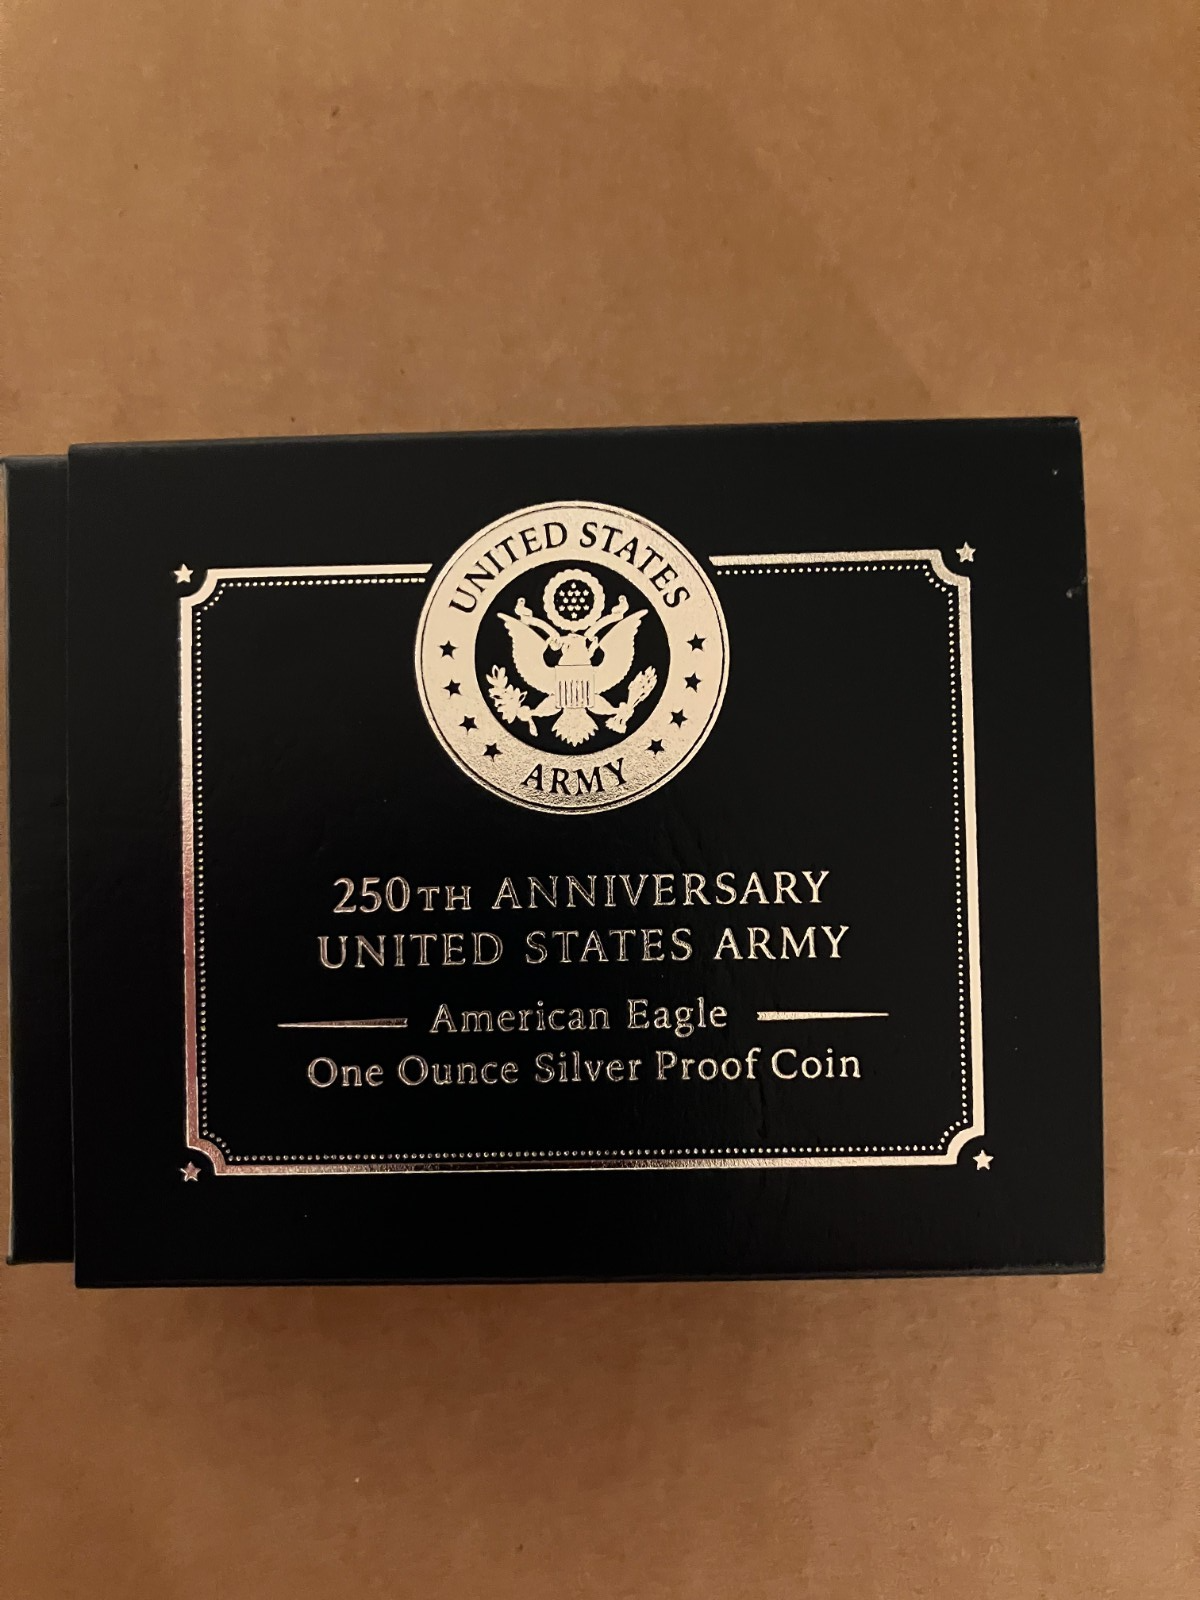 UNITED STATES
ARMY
250TH ANNIVERSARY
UNITED STATES ARMY
American Eagle
One Ounce Silver Proof Coin